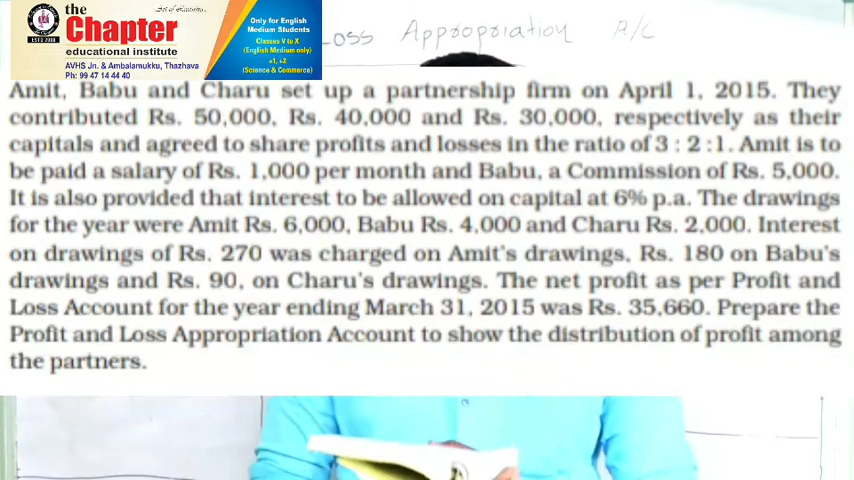 the
Chapter
educational institute
AVHS Jn. & Ambalamukku, Thazhava
Ph: 99 47 14 44 40
ESTD 2008
Art of Education...
Only for English
Medium Students
Classes V to X
(English Medium only)
+1, +2
(Science & Commerce)
Loss Appropriation A/C
Amit, Babu and Charu set up a partnership firm on April 1, 2015. They
contributed Rs. 50,000, Rs. 40,000 and Rs. 30,000, respectively as their
capitals and agreed to share profits and losses in the ratio of 3 : 2 :1. Amit is to
be paid a salary of Rs. 1,000 per month and Babu, a Commission of Rs. 5,000.
It is also provided that interest to be allowed on capital at 6% p.a. The drawings
for the year were Amit Rs. 6,000, Babu Rs. 4,000 and Charu Rs. 2,000. Interest
on drawings of Rs. 270 was charged on Amit's drawings, Rs. 180 on Babu's
drawings and Rs. 90, on Charu's drawings. The net profit as per Profit and
Loss Account for the year ending March 31, 2015 was Rs. 35,660. Prepare the
Profit and Loss Appropriation Account to show the distribution of profit among
the partners.